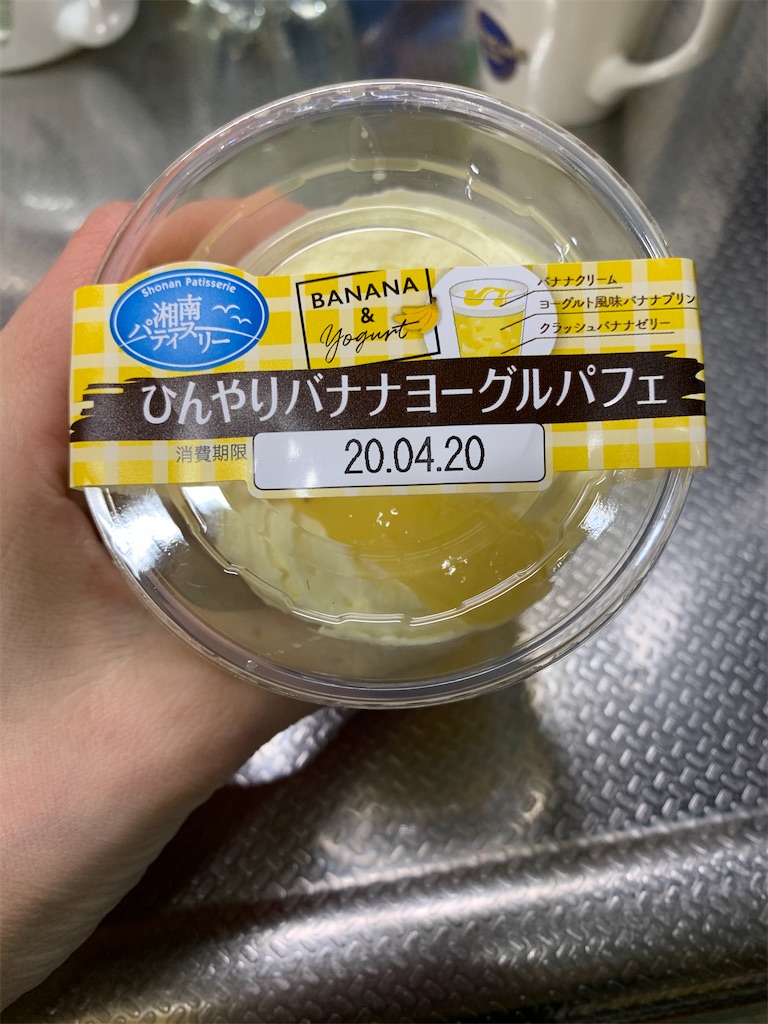 Shonan Patisserie
湘南
パティスリー
BANANA
&
Yogurt
バナナクリーム
ヨーグルト風味バナナプリン
クラッシュバナナゼリー
ひんやりバナナヨーグルパフェ
消費期限
20.04.20